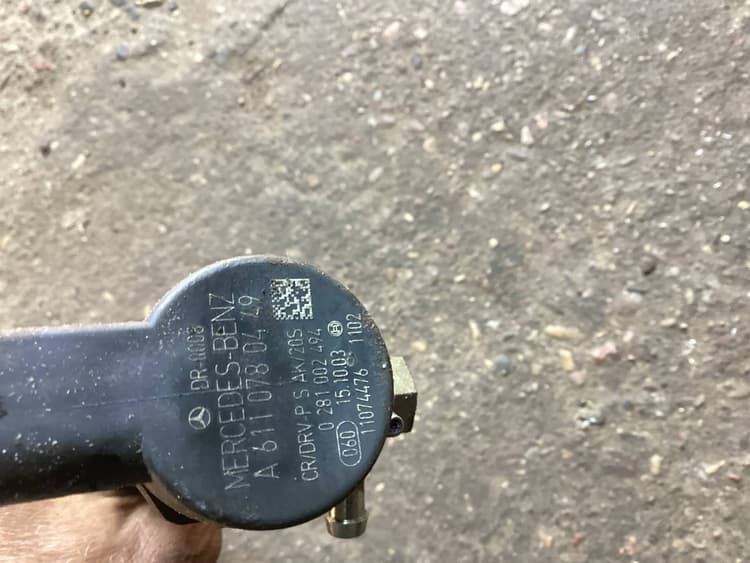 DR-0008
MERCEDES-BENZ
A 611 078 04 49
CR/DRV-P S AK/20S
0 281 002 494
060 15.10.03
11074476 1102